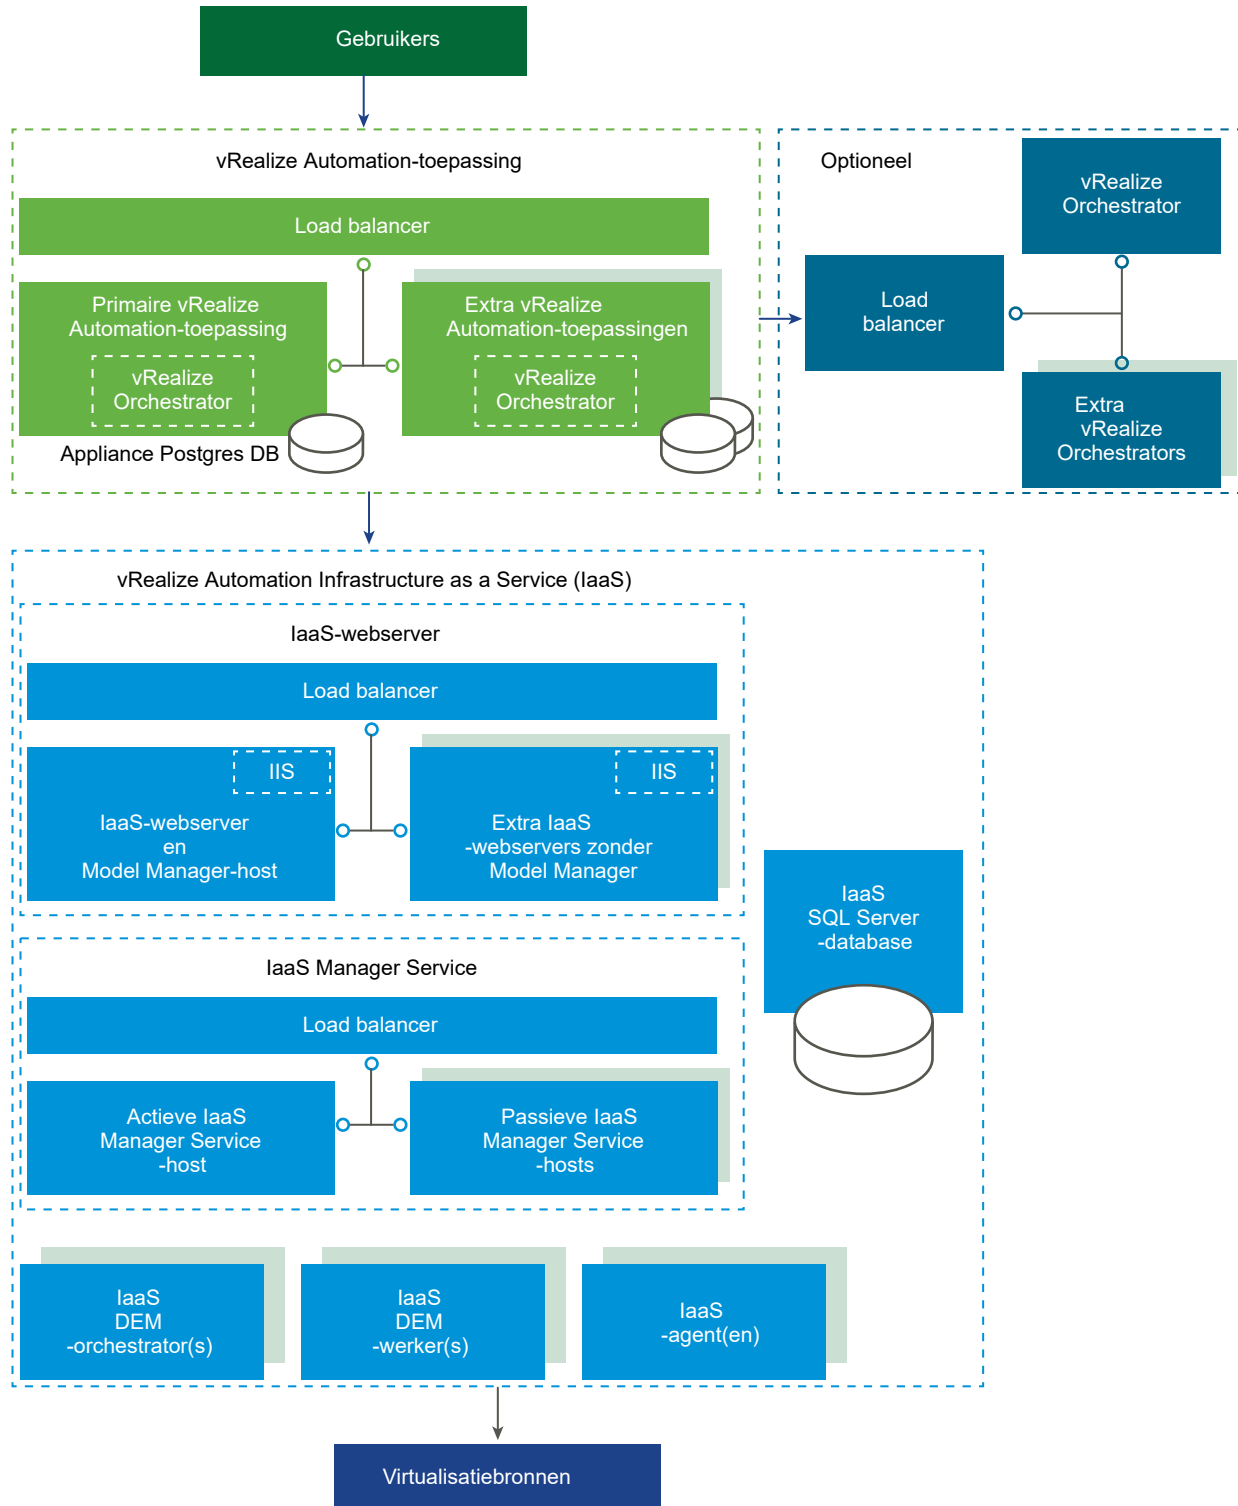 Gebruikers
vRealize Automation-toepassing
Load balancer
Primaire vRealize
Automation-toepassing
vRealize
Orchestrator
Extra vRealize
Automation-toepassingen
vRealize
Orchestrator
Appliance Postgres DB
Optioneel
vRealize
Orchestrator
Load
balancer
Extra
vRealize
Orchestrators
vRealize Automation Infrastructure as a Service (IaaS)
IaaS-webserver
Load balancer
IIS
IaaS-webserver
en
Model Manager-host
IIS
Extra IaaS
-webservers zonder
Model Manager
IaaS
SQL Server
-database
IaaS Manager Service
Load balancer
Actieve IaaS
Manager Service
-host
Passieve IaaS
Manager Service
-hosts
IaaS
DEM
-orchestrator(s)
IaaS
DEM
-werker(s)
IaaS
-agent(en)
Virtualisatiebronnen